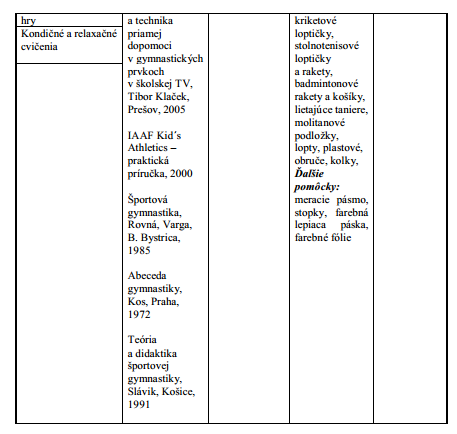 hry
Kondičné a relaxačné
cvičenia
a technika
priamej
dopomoci
v gymnastických
prvkoch
v školskej TV,
Tibor Klaček,
Prešov, 2005
IAAF Kid´s
Athletics –
praktická
príručka, 2000
Športová
gymnastika,
Rovná, Varga,
B. Bystrica,
1985
Abeceda
gymnastiky,
Kos, Praha,
1972
Teória
a didaktika
športovej
gymnastiky,
Slávik, Košice,
1991
kriketové
loptičky,
stolnotenisové
loptičky
a rakety,
badmintonové
rakety a košíky,
lietajúce taniere,
molitanové
podložky,
lopty, plastové,
obruče, kolky,
Ďalšie
pomôcky:
meracie pásmo,
stopky, farebná
lepiaca páska,
farebné fólie